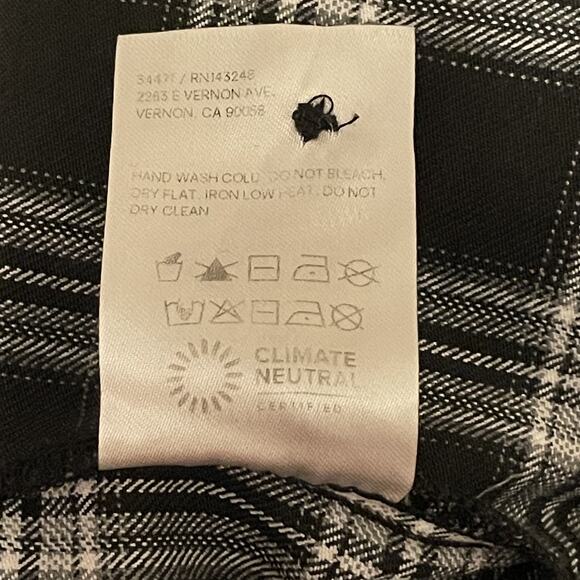 34471 / RN143248
2263 E VERNON AVE.
VERNON, CA 90058
HAND WASH COLD. DO NOT BLEACH.
DRY FLAT. IRON LOW HEAT. DO NOT
DRY CLEAN
CLIMATE
NEUTRAL
CERTIFIED